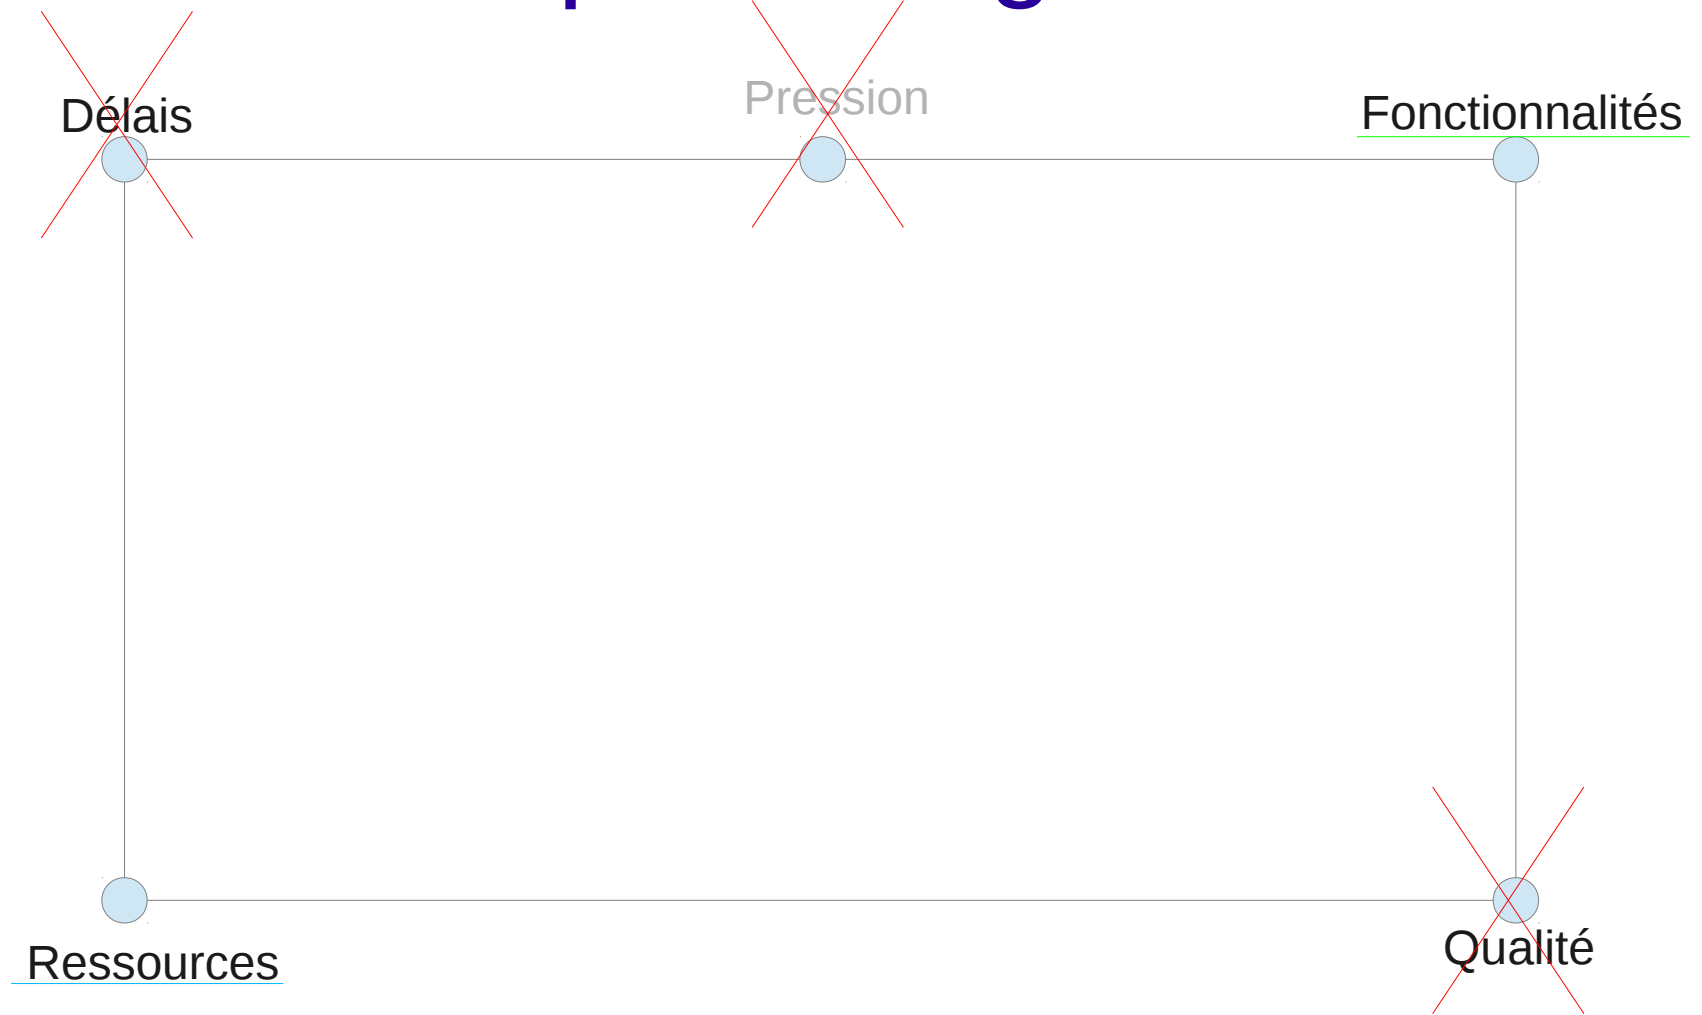 Délais
Pression
Fonctionnalités
Ressources
Qualité